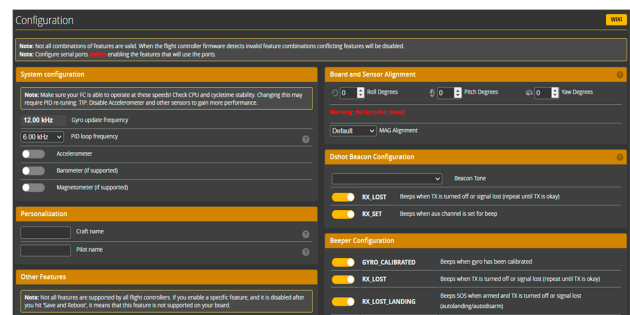 Configuration
WIKI
Note: Not all combinations of features are valid. When the flight controller firmware detects invalid feature combinations conflicting features will be disabled.
Note: Configure serial ports before enabling the features that will use the ports.
System configuration
Note: Make sure your FC is able to operate at these speeds! Check CPU and cycletime stability. Changing this may
require PID re-tuning. TIP: Disable Accelerometer and other sensors to gain more performance.
12.00 kHz Gyro update frequency
6.00 kHz PID loop frequency
Accelerometer
Barometer (if supported)
Magnetometer (if supported)
Personalization
Craft name
Pilot name
Other Features
Note: Not all features are supported by all flight controllers. If you enable a specific feature, and it is disabled after
you hit 'Save and Reboot', it means that this feature is not supported on your board.
Board and Sensor Alignment
0 Roll Degrees 0 Pitch Degrees 0 Yaw Degrees
Warning: No Gyro(s) found
Default MAG Alignment
Dshot Beacon Configuration
Beacon Tone
RX_LOST Beeps when TX is turned off or signal lost (repeat until TX is okay)
RX_SET Beeps when aux channel is set for beep
Beeper Configuration
GYRO_CALIBRATED Beeps when gyro has been calibrated
RX_LOST Beeps when TX is turned off or signal lost (repeat until TX is okay)
RX_LOST_LANDING Beeps SOS when armed and TX is turned off or signal lost
(autolanding/autodisarm)